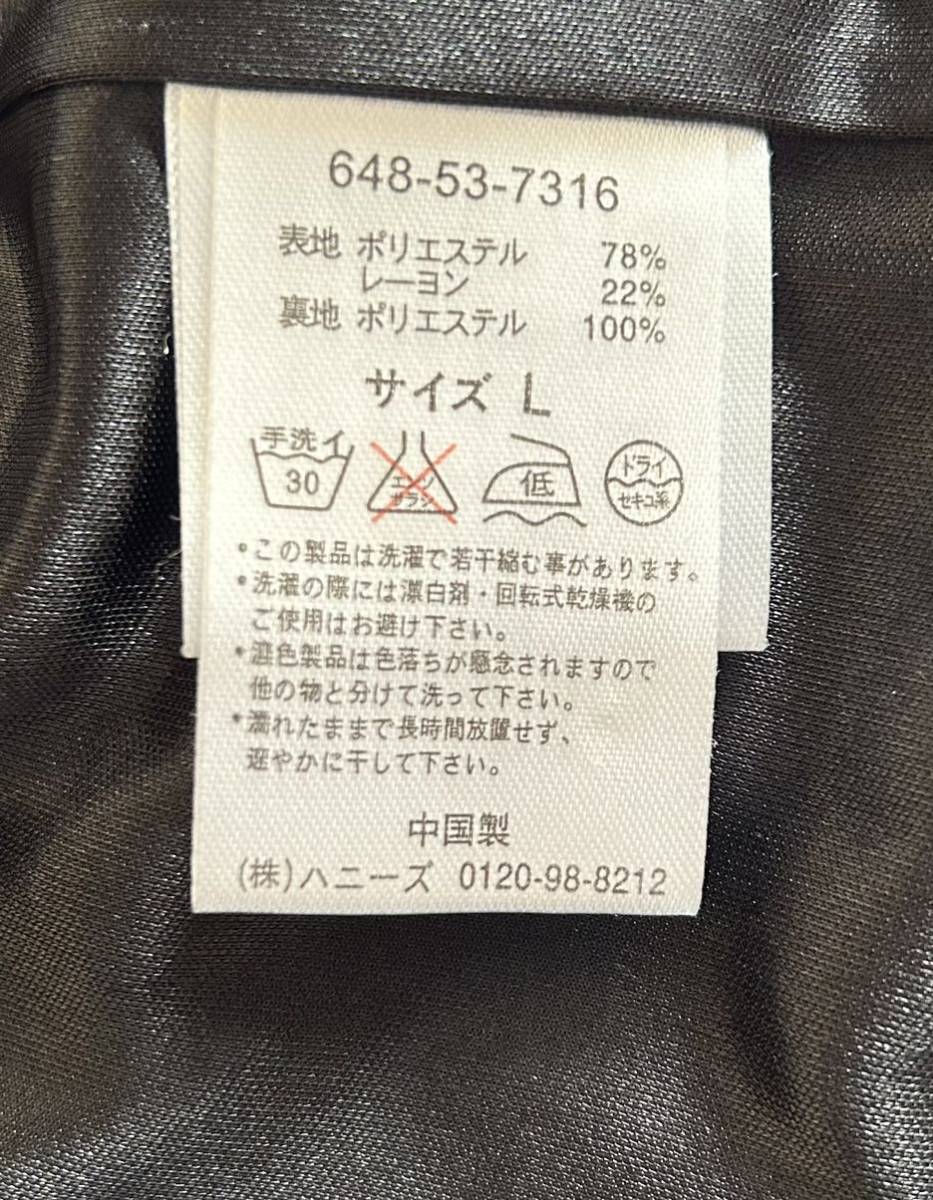 648-53-7316
表地 ポリエステル 78%
レーヨン 22%
裏地 ポリエステル 100%
サイズ L
手洗イ
30
エンソ
サラシ
低
ドライ
セキユ系
•この製品は洗濯で若干縮む事があります。
•洗濯の際には漂白剤・回転式乾燥機の
ご使用はお避け下さい。
•濃色製品は色落ちが懸念されますので
他の物と分けて洗って下さい。
•濡れたままで長時間放置せず、
速やかに干して下さい。
中国製
(株)ハニーズ 0120-98-8212